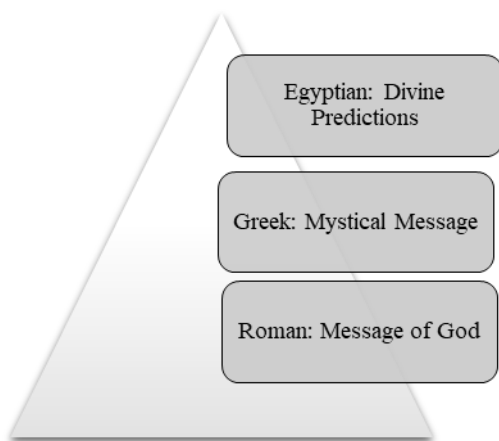 Egyptian: Divine
Predictions
Greek: Mystical Message
Roman: Message of God